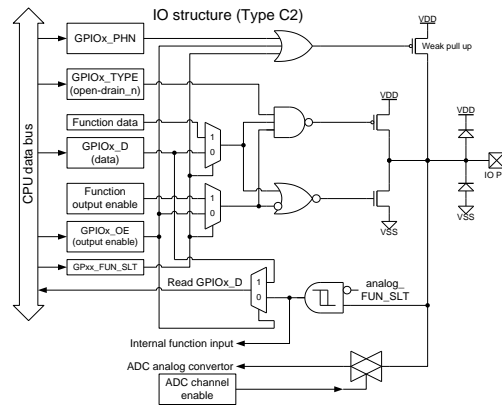 IO structure (Type C2)
CPU data bus
GPIOx_PHN
VDD
Weak pull up
GPIOx_TYPE
(open-drain_n)
Function data
1
0
VDD
VDD
GPIOx_D
(data)
IO P
Function
output enable
1
0
VSS
VSS
GPIOx_OE
(output enable)
GPxx_FUN_SLT
Read GPIOx_D
1
0
analog_
FUN_SLT
Internal function input
ADC analog convertor
ADC channel
enable